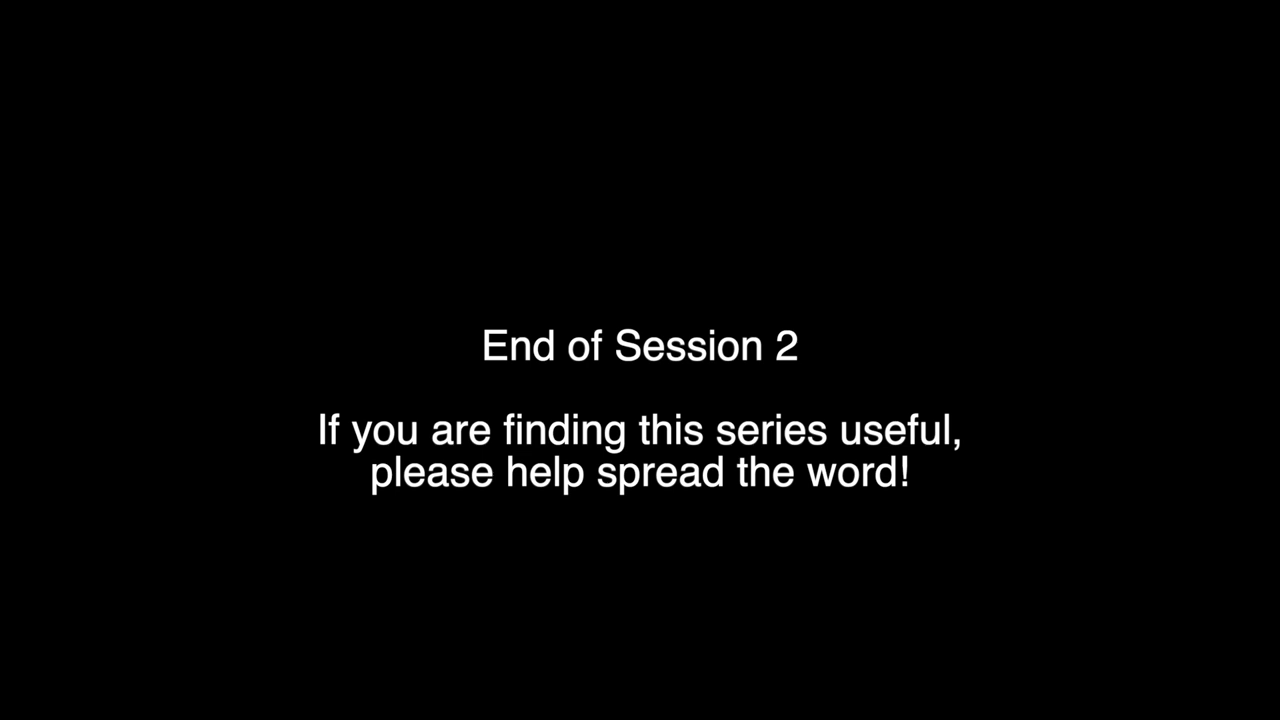 End of Session 2
If you are finding this series useful,
please help spread the word!